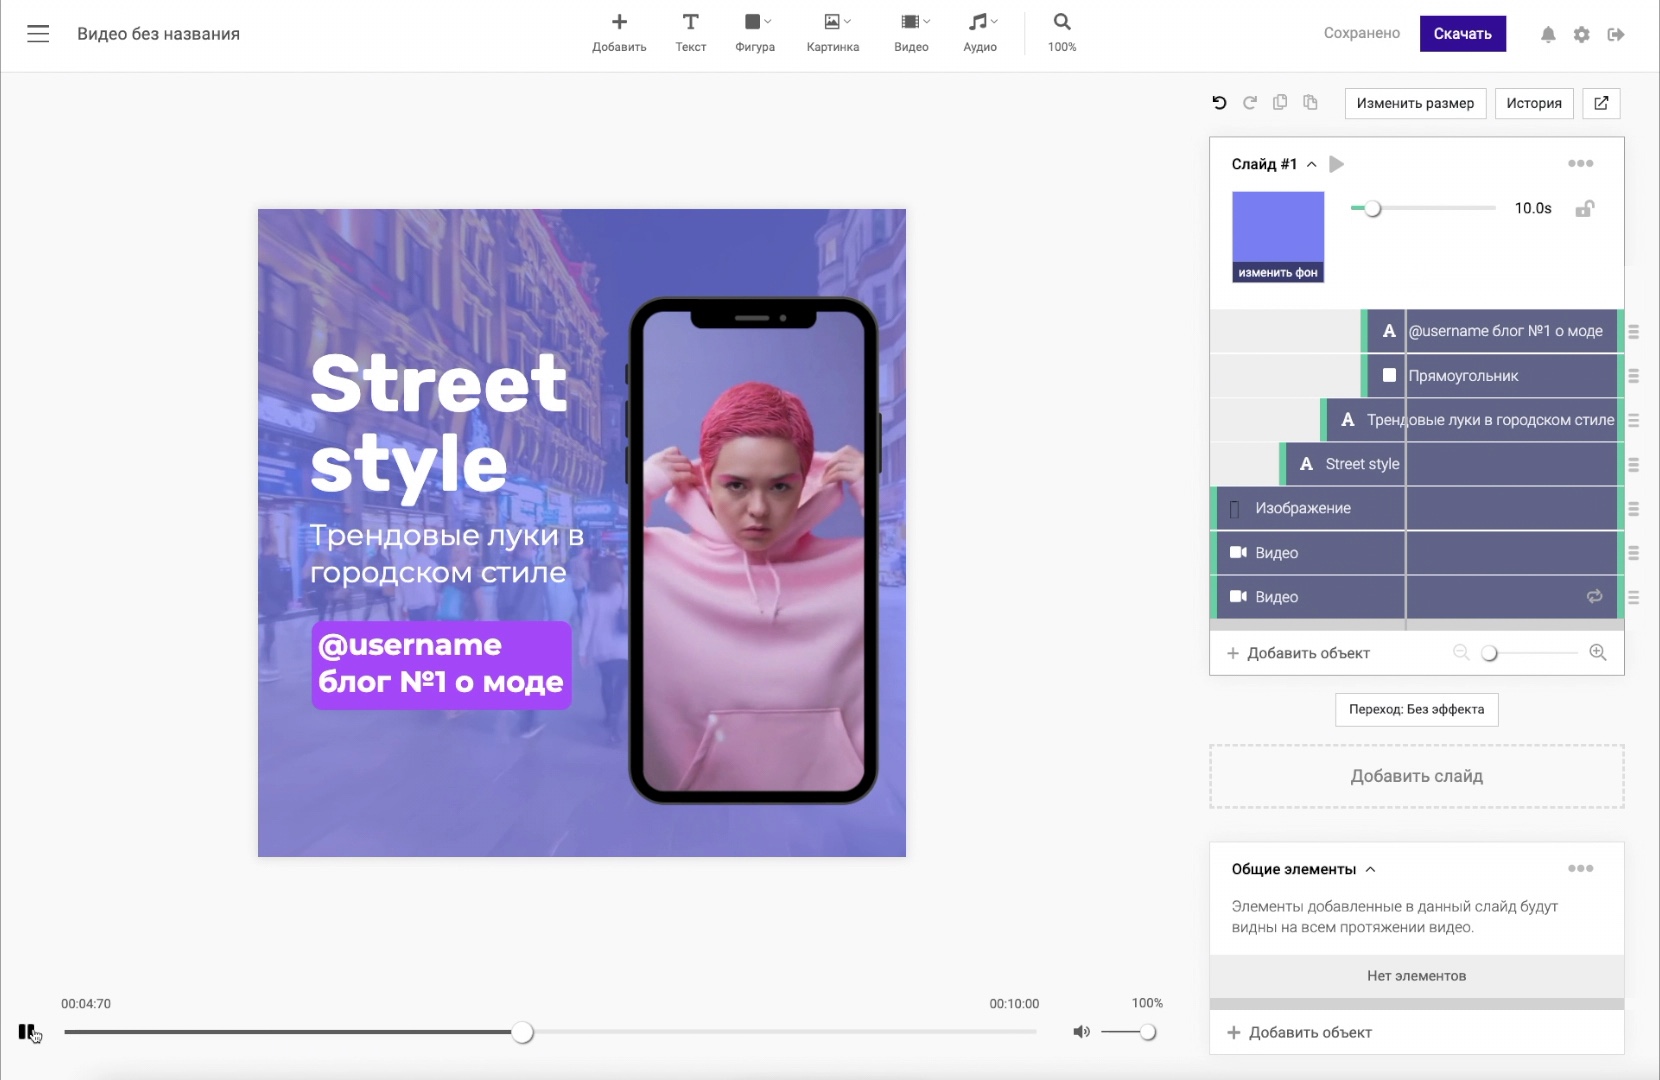 Видео без названия
Добавить
Текст
Фигура
Картинка
Видео
Аудио
100%
Сохранено
Скачать
Изменить размер
История
Слайд #1
10.0s
изменить фон
@username блог №1 о моде
Прямоугольник
Трендовые луки в городском стиле
Street style
Изображение
Видео
Видео
Добавить объект
Переход: Без эффекта
Добавить слайд
Общие элементы
Элементы добавленные в данный слайд будут
видны на всем протяжении видео.
Нет элементов
Добавить объект
Street
style
Трендовые луки в
городском стиле
@username
блог №1 о моде
00:04:70
00:10:00
100%